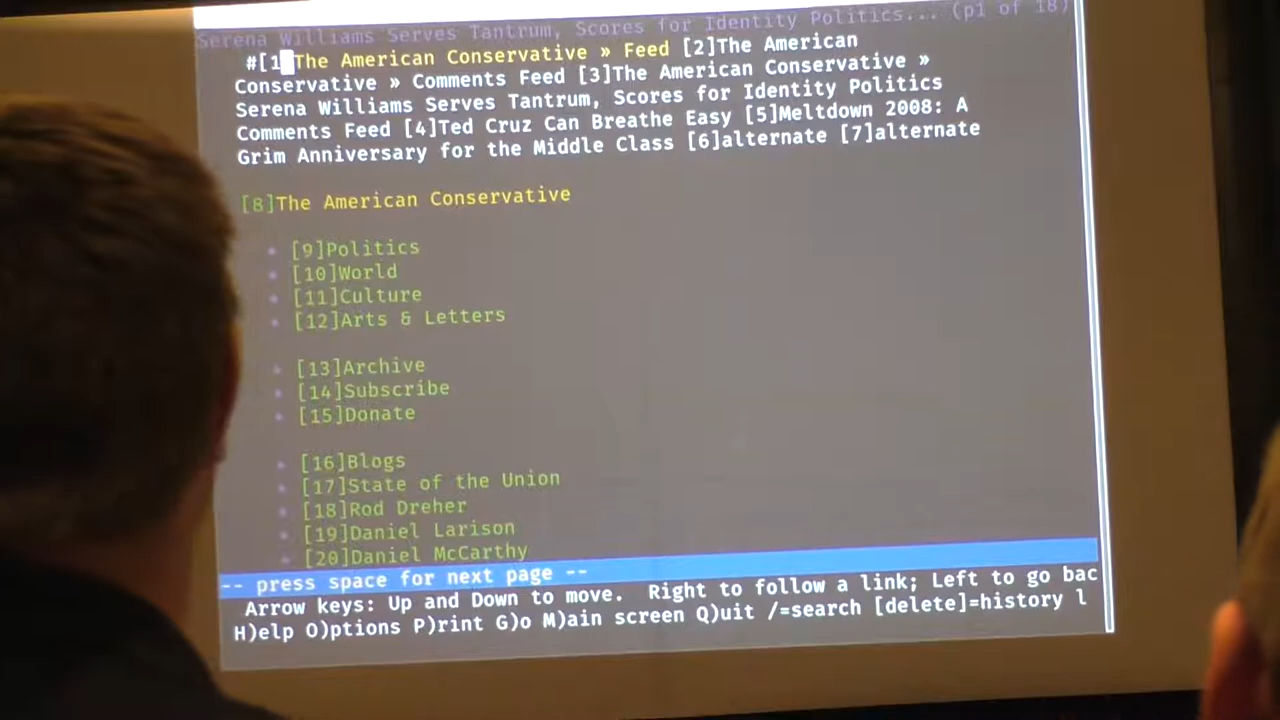 Serena Williams Serves Tantrum, Scores for Identity Politics... (p1 of 18)
#[1]The American Conservative » Feed [2]The American
Conservative » Comments Feed [3]The American Conservative »
Serena Williams Serves Tantrum, Scores for Identity Politics
Comments Feed [4]Ted Cruz Can Breathe Easy [5]Meltdown 2008: A
Grim Anniversary for the Middle Class [6]alternate [7]alternate
[8]The American Conservative
• [9]Politics
• [10]World
• [11]Culture
• [12]Arts & Letters
• [13]Archive
• [14]Subscribe
• [15]Donate
• [16]Blogs
• [17]State of the Union
• [18]Rod Dreher
• [19]Daniel Larison
• [20]Daniel McCarthy
-- press space for next page --
Arrow keys: Up and Down to move. Right to follow a link; Left to go bac
H)elp O)ptions P)rint G)o M)ain screen Q)uit /=search [delete]=history l